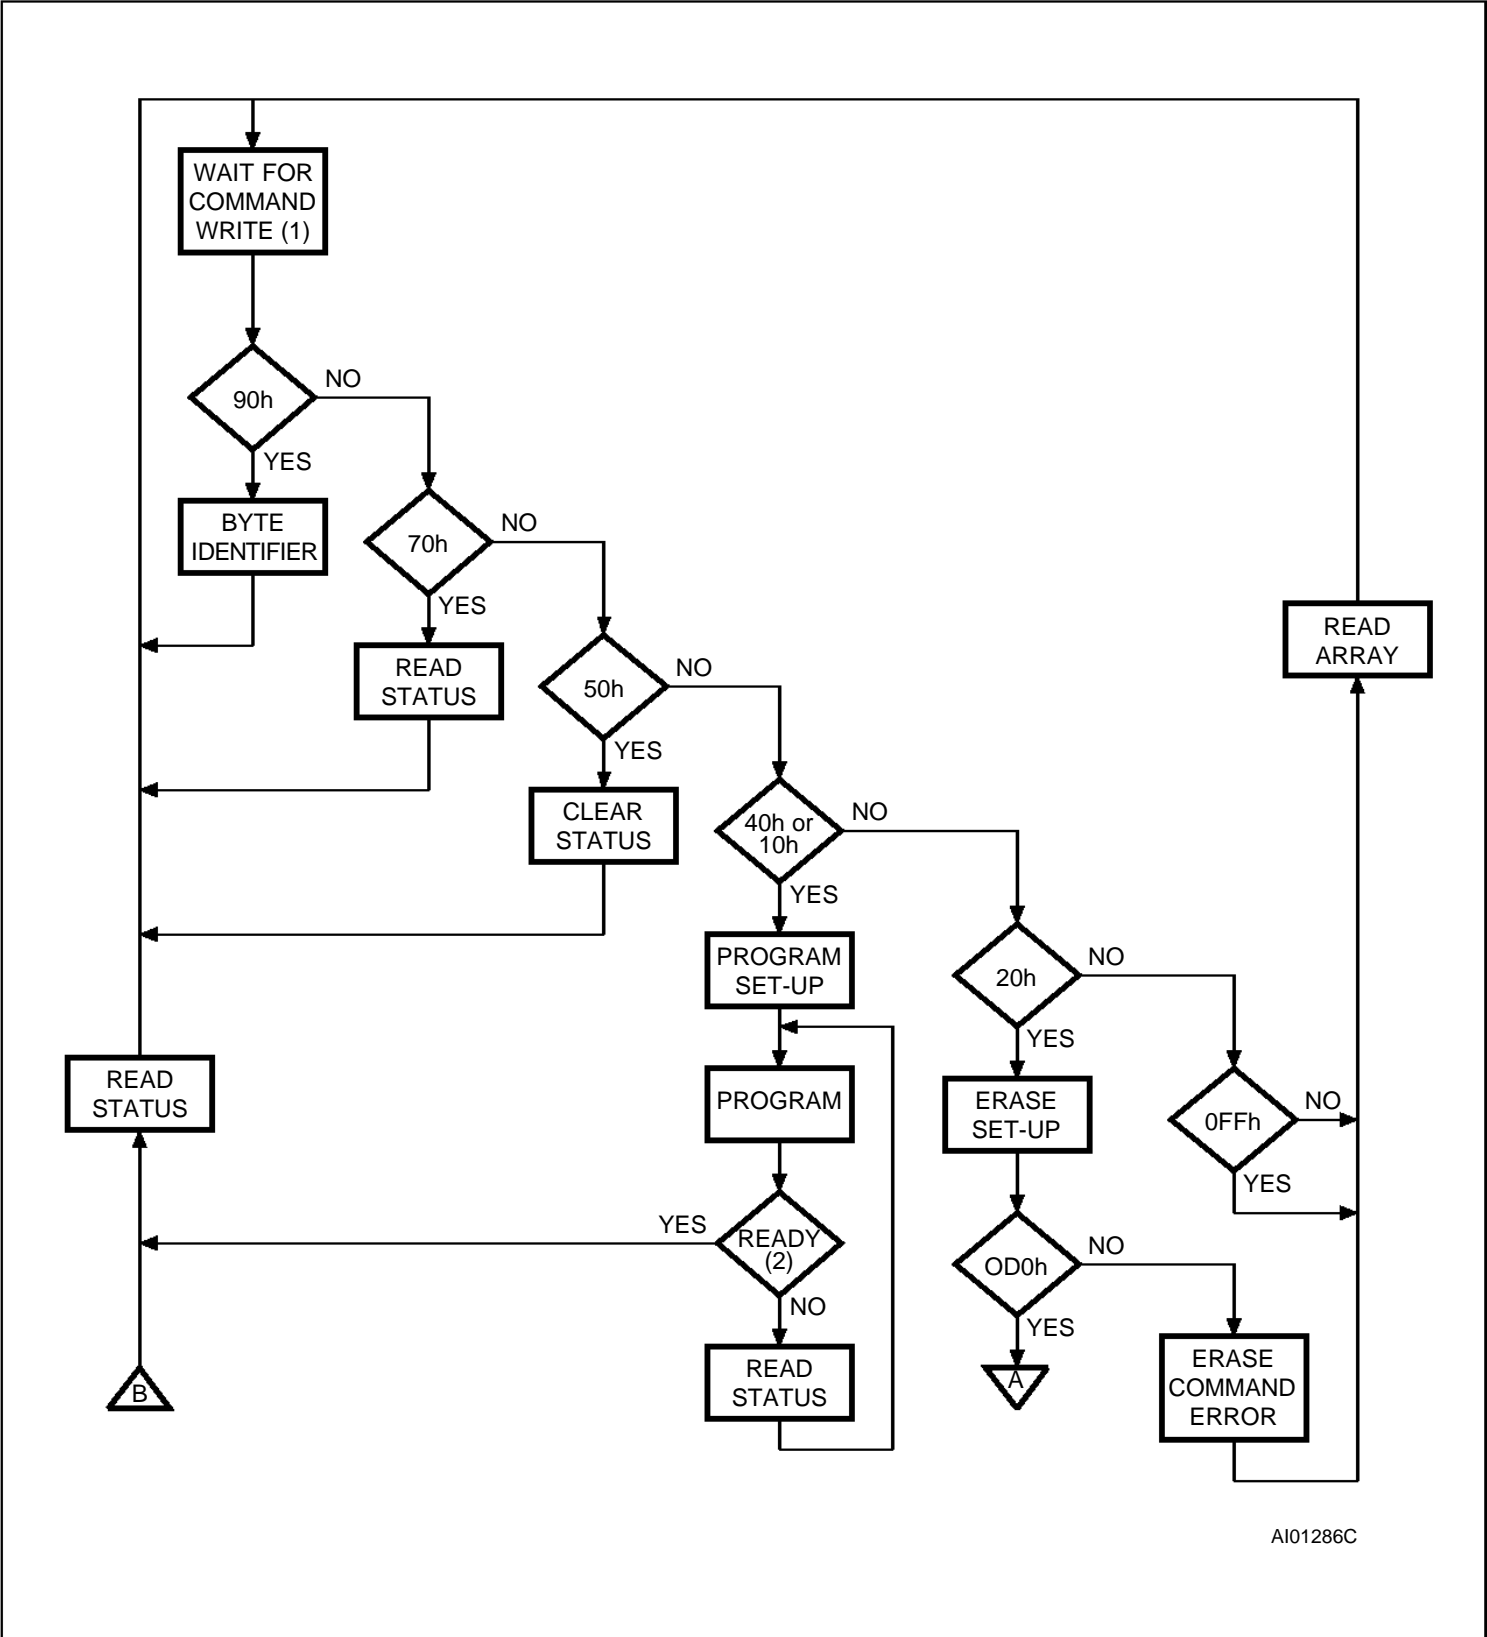 WAIT FOR
COMMAND
WRITE (1)
90h
NO
YES
BYTE
IDENTIFIER
70h
NO
YES
READ
STATUS
50h
NO
YES
CLEAR
STATUS
40h or
10h
NO
YES
PROGRAM
SET-UP
PROGRAM
READY
(2)
YES
NO
READ
STATUS
20h
NO
YES
ERASE
SET-UP
OD0h
NO
YES
A
ERASE
COMMAND
ERROR
0FFh
NO
YES
READ
ARRAY
READ
STATUS
B
AI01286C